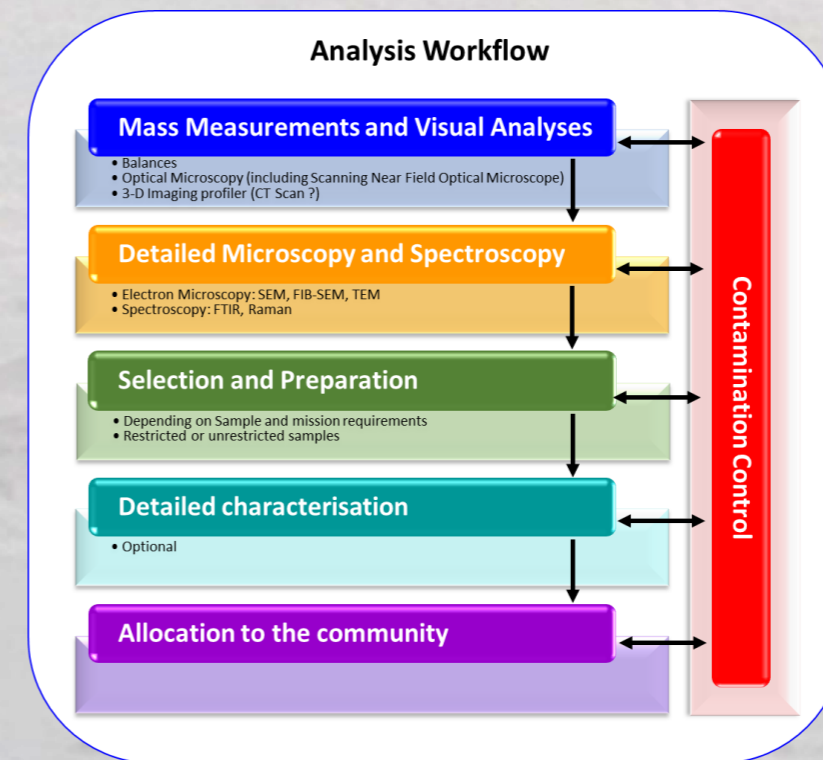 Analysis Workflow
Mass Measurements and Visual Analyses
• Balances
• Optical Microscopy (including Scanning Near Field Optical Microscope)
• 3-D Imaging profiler (CT Scan ?)
Detailed Microscopy and Spectroscopy
• Electron Microscopy: SEM, FIB-SEM, TEM
• Spectroscopy: FTIR, Raman
Selection and Preparation
• Depending on Sample and mission requirements
• Restricted or unrestricted samples
Detailed characterisation
• Optional
Allocation to the community
Contamination Control